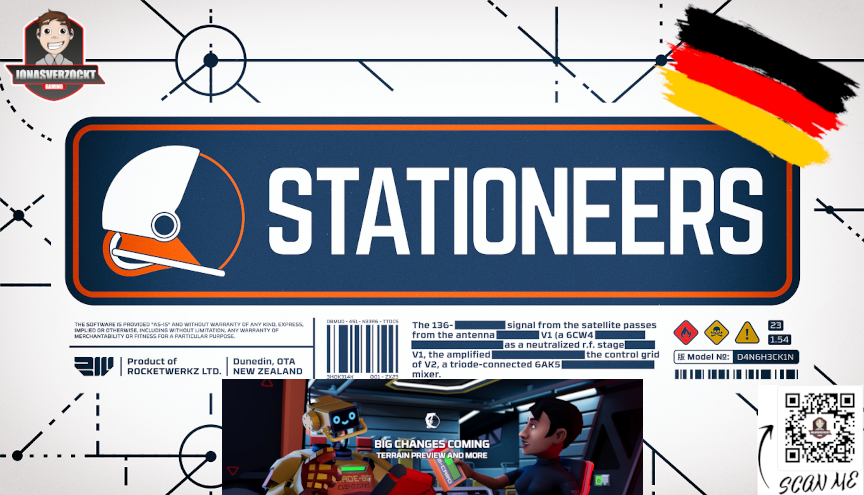 JONASVERZOCKT
GAMING
STATIONEERS
THE SOFTWARE IS PROVIDED "AS-IS" AND WITHOUT WARRANTY OF ANY KIND, EXPRESS,
IMPLIED OR OTHERWISE, INCLUDING WITHOUT LIMITATION, ANY WARRANTY OF
MERCHANTABILITY OR FITNESS FOR A PARTICULAR PURPOSE.
Product of
ROCKETWERKZ LTD.
Dunedin, OTA
NEW ZEALAND
The 136- signal from the satellite passes
from the antenna V1 (a 6CW4
as a neutralized r.f. stage
V1, the amplified the control grid
of V2, a triode-connected 6AK5
mixer.
23
1.54
版 Model №: D4N6H3CK1N
BIG CHANGES COMING
TERRAIN PREVIEW AND MORE
SCAN ME